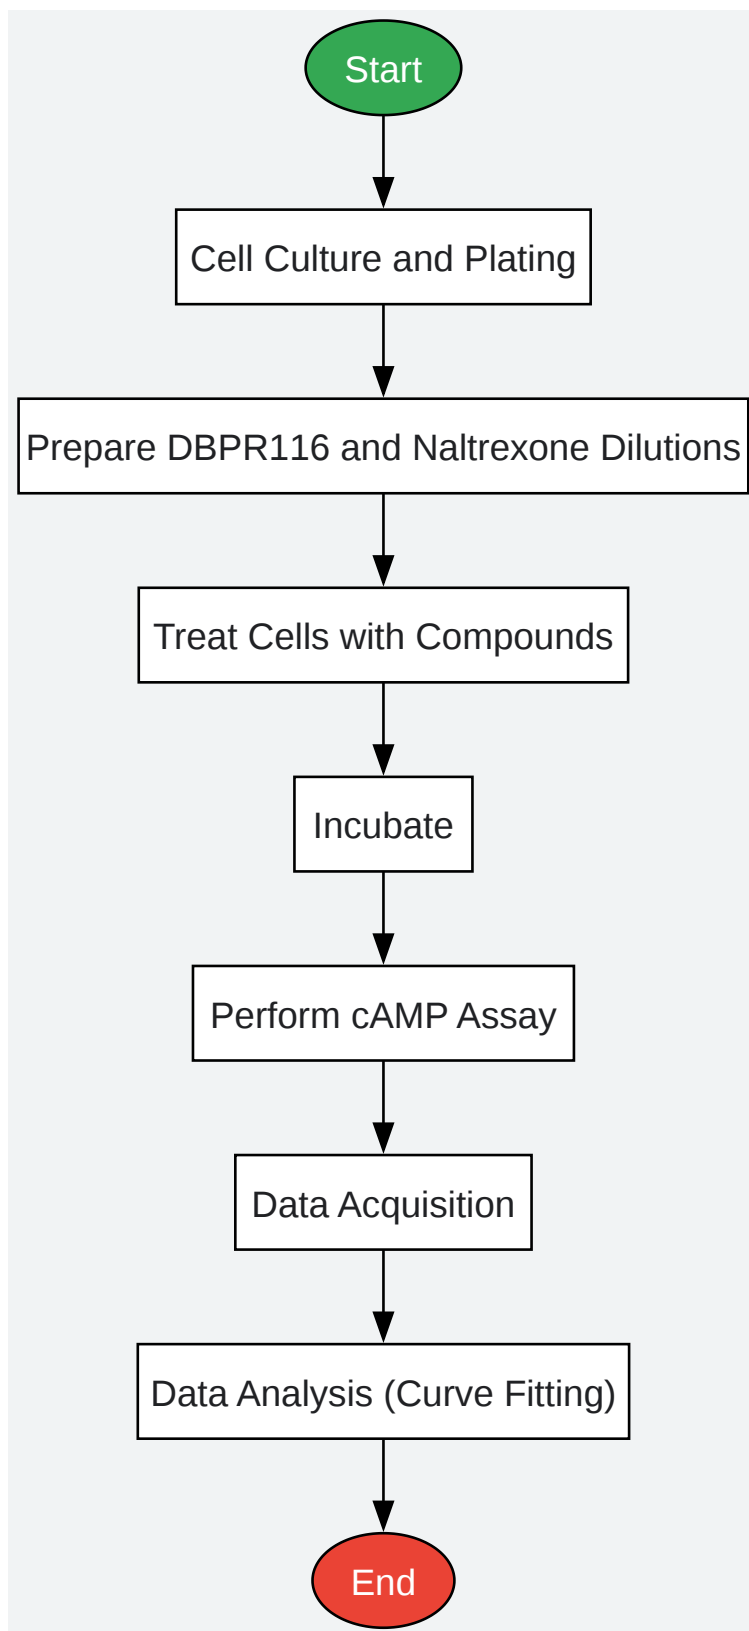 Start
Cell Culture and Plating
Prepare DBPR116 and Naltrexone Dilutions
Treat Cells with Compounds
Incubate
Perform cAMP Assay
Data Acquisition
Data Analysis (Curve Fitting)
End